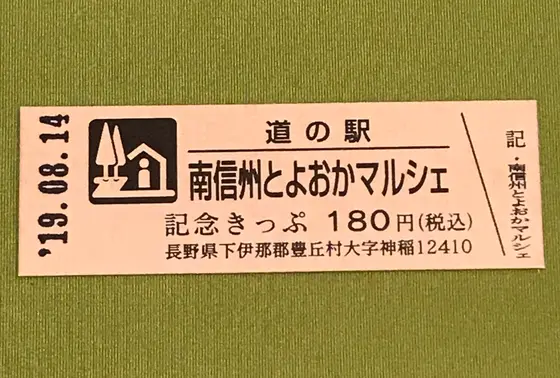 '19.08.14
道の駅
南信州とよおかマルシェ
記念きっぷ 180円(税込)
長野県下伊那郡豊丘村大字神稲12410
記・南信州とよおかマルシェ